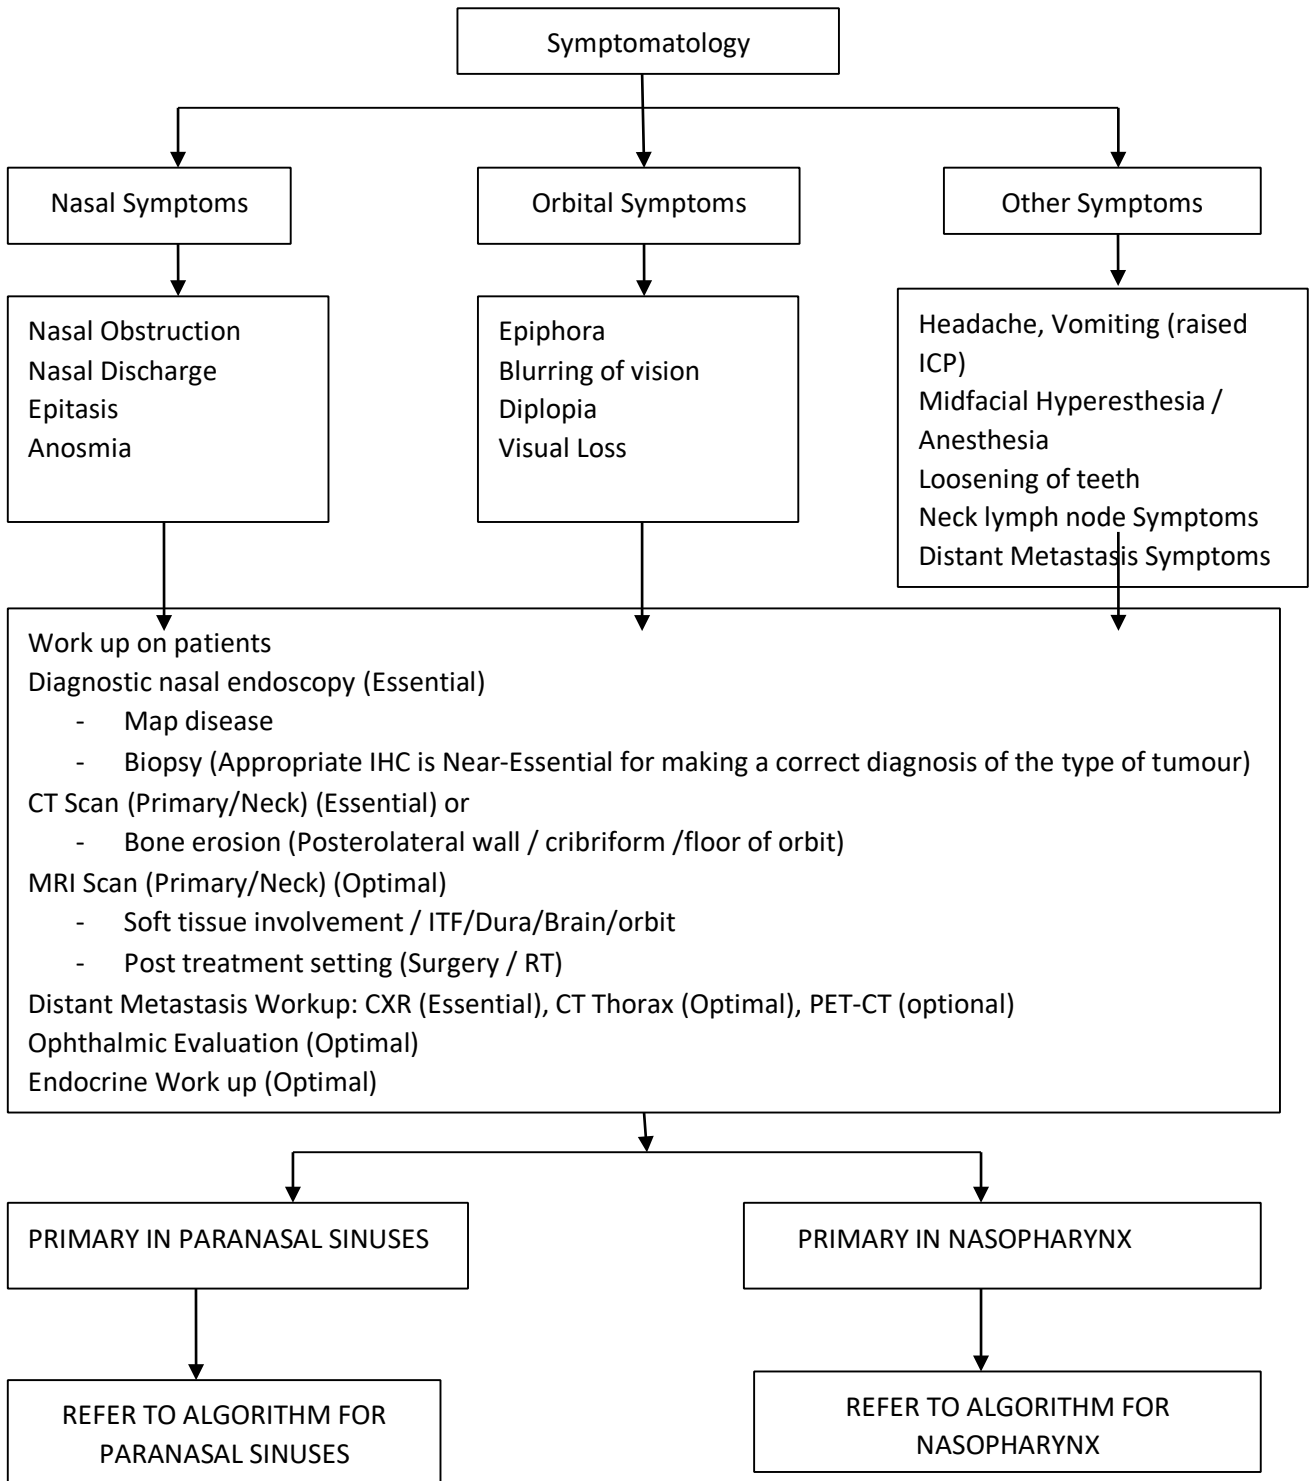 Symptomatology
Nasal Symptoms
Orbital Symptoms
Other Symptoms
Nasal Obstruction
Nasal Discharge
Epitasis
Anosmia
Epiphora
Blurring of vision
Diplopia
Visual Loss
Headache, Vomiting (raised
ICP)
Midfacial Hyperesthesia /
Anesthesia
Loosening of teeth
Neck lymph node Symptoms
Distant Metastasis Symptoms
Work up on patients
Diagnostic nasal endoscopy (Essential)
- Map disease
- Biopsy (Appropriate IHC is Near-Essential for making a correct diagnosis of the type of tumour)
CT Scan (Primary/Neck) (Essential) or
- Bone erosion (Posterolateral wall / cribriform /floor of orbit)
MRI Scan (Primary/Neck) (Optimal)
- Soft tissue involvement / ITF/Dura/Brain/orbit
- Post treatment setting (Surgery / RT)
Distant Metastasis Workup: CXR (Essential), CT Thorax (Optimal), PET-CT (optional)
Ophthalmic Evaluation (Optimal)
Endocrine Work up (Optimal)
PRIMARY IN PARANASAL SINUSES
PRIMARY IN NASOPHARYNX
REFER TO ALGORITHM FOR
PARANASAL SINUSES
REFER TO ALGORITHM FOR
NASOPHARYNX